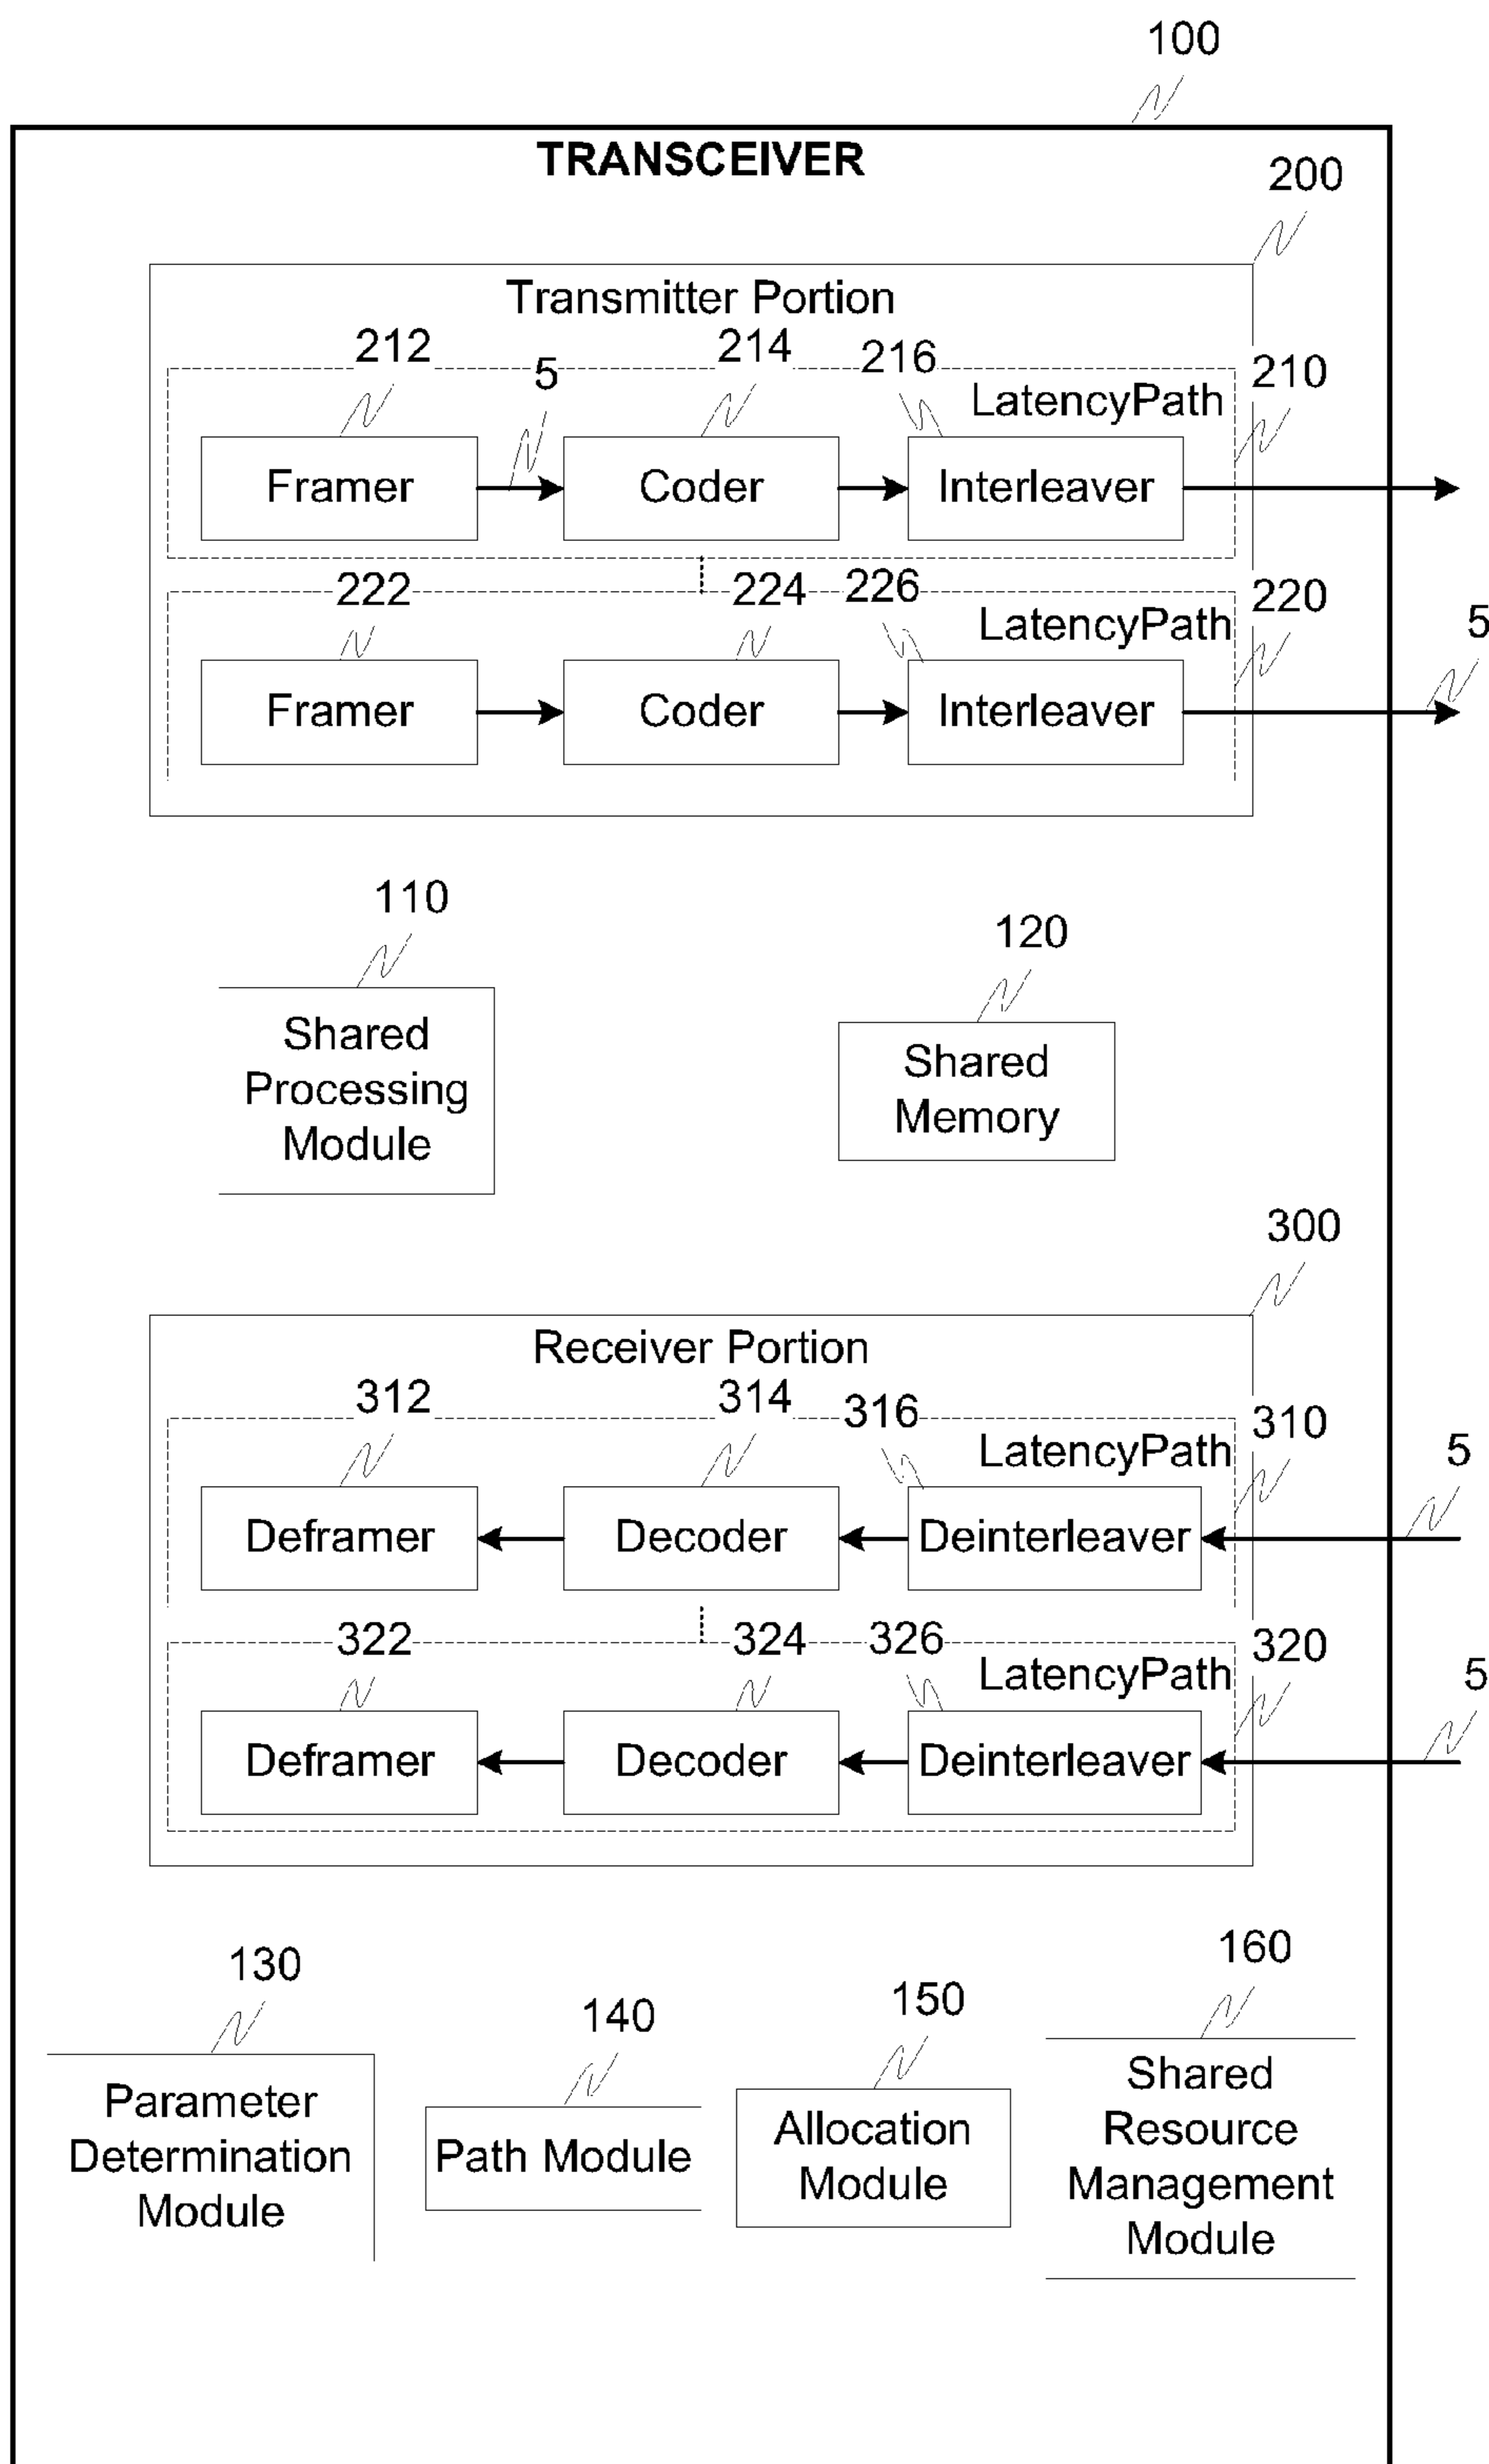 100
TRANSCEIVER
200
Transmitter Portion
212
5
214
216
210
LatencyPath
Framer
Coder
Interleaver
222
224
226
220
LatencyPath
5
Framer
Coder
Interleaver
110
120
Shared
Processing
Module
Shared
Memory
300
Receiver Portion
312
314
316
310
LatencyPath
5
Deframer
Decoder
Deinterleaver
322
324
326
320
LatencyPath
5
Deframer
Decoder
Deinterleaver
130
140
150
160
Parameter
Determination
Module
Path Module
Allocation
Module
Shared
Resource
Management
Module